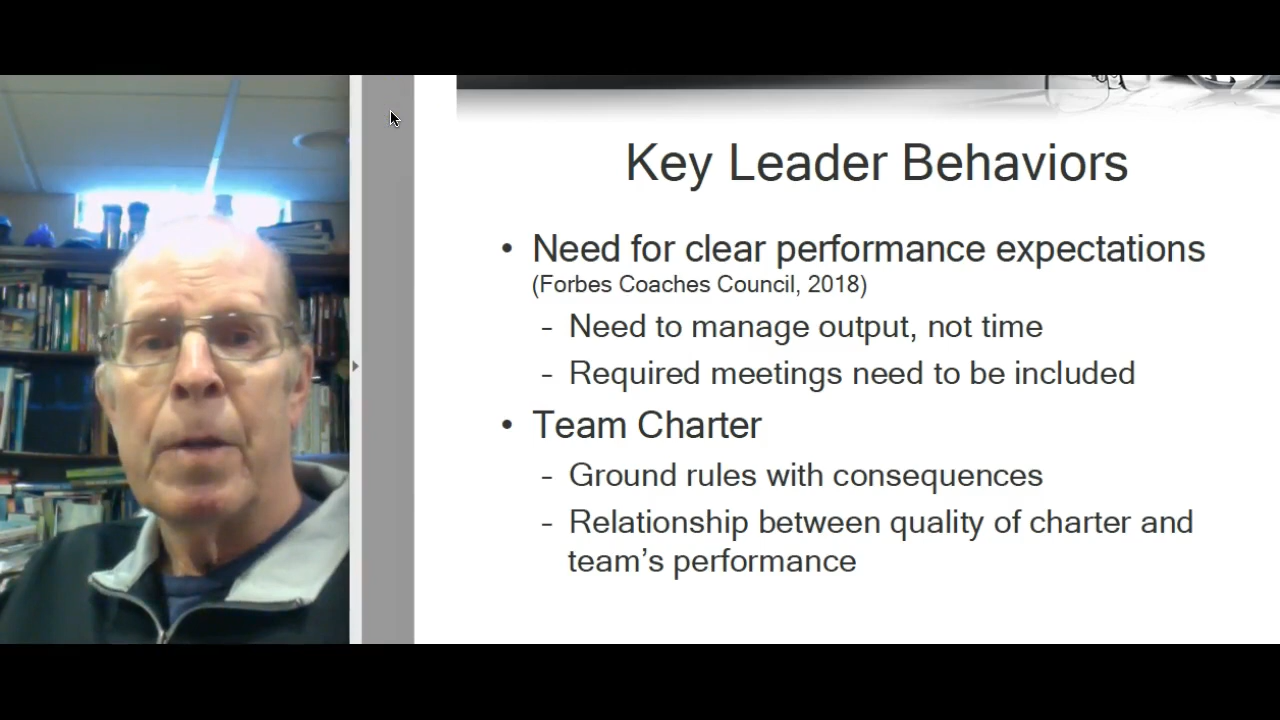 Key Leader Behaviors
• Need for clear performance expectations
(Forbes Coaches Council, 2018)
- Need to manage output, not time
- Required meetings need to be included
• Team Charter
- Ground rules with consequences
- Relationship between quality of charter and
team’s performance